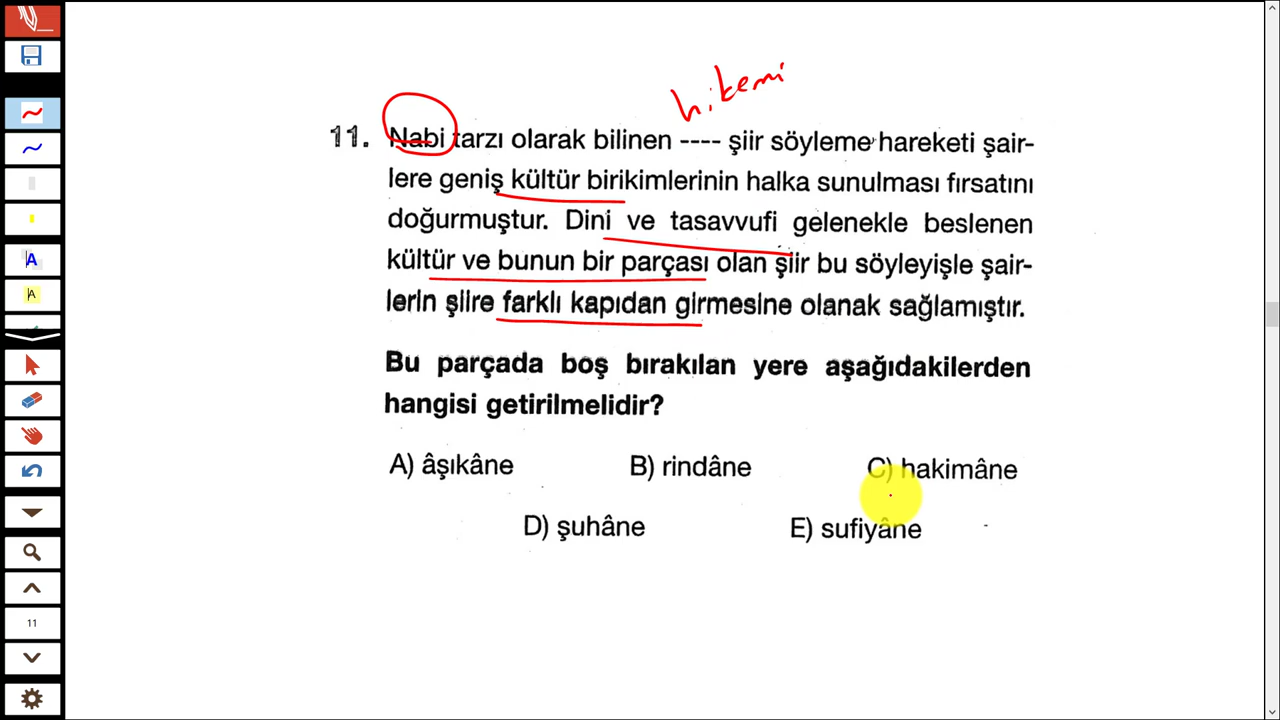 hikemi
11. Nabi tarzı olarak bilinen ---- şiir söyleme hareketi şair-
lere geniş kültür birikimlerinin halka sunulması fırsatını
doğurmuştur. Dini ve tasavvufi gelenekle beslenen
kültür ve bunun bir parçası olan şiir bu söyleyişle şair-
lerin şiire farklı kapıdan girmesine olanak sağlamıştır.
Bu parçada boş bırakılan yere aşağıdakilerden
hangisi getirilmelidir?
A) âşıkâne B) rindâne C) hakimâne
D) şuhâne E) sufiyâne
A
A
11